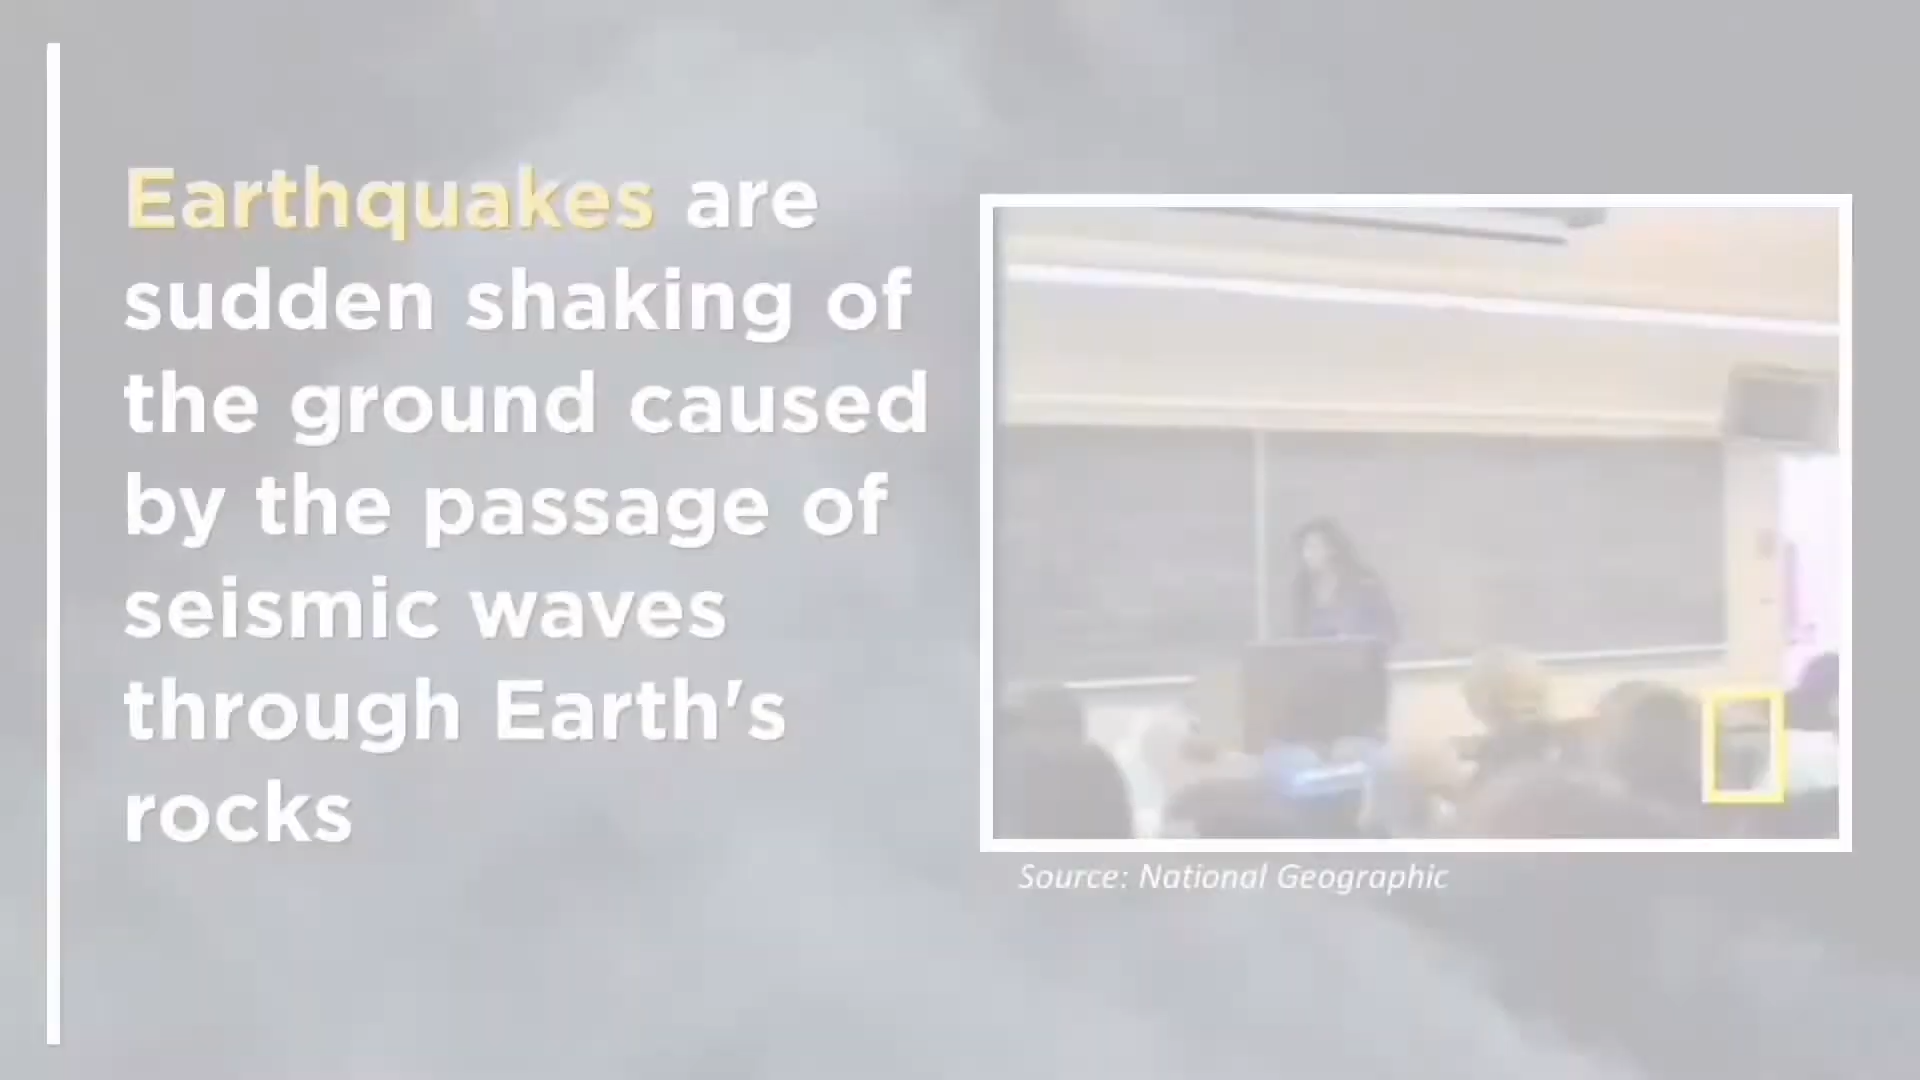 Earthquakes are
sudden shaking of
the ground caused
by the passage of
seismic waves
through Earth's
rocks
Source: National Geographic